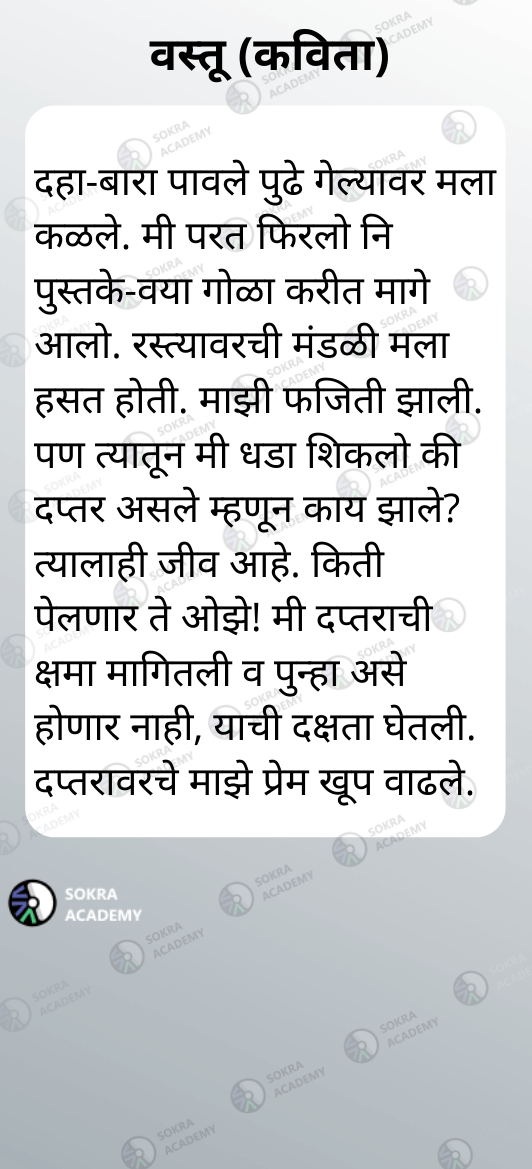 वस्तू (कविता)
दहा-बारा पावले पुढे गेल्यावर मला
कळले. मी परत फिरलो नि
पुस्तके-वया गोळा करीत मागे
आलो. रस्त्यावरची मंडळी मला
हसत होती. माझी फजिती झाली.
पण त्यातून मी धडा शिकलो की
दप्तर असले म्हणून काय झाले?
त्यालाही जीव आहे. किती
पेलणार ते ओझे! मी दप्तराची
क्षमा मागितली व पुन्हा असे
होणार नाही, याची दक्षता घेतली.
दप्तरावरचे माझे प्रेम खूप वाढले.
SOKRA
ACADEMY